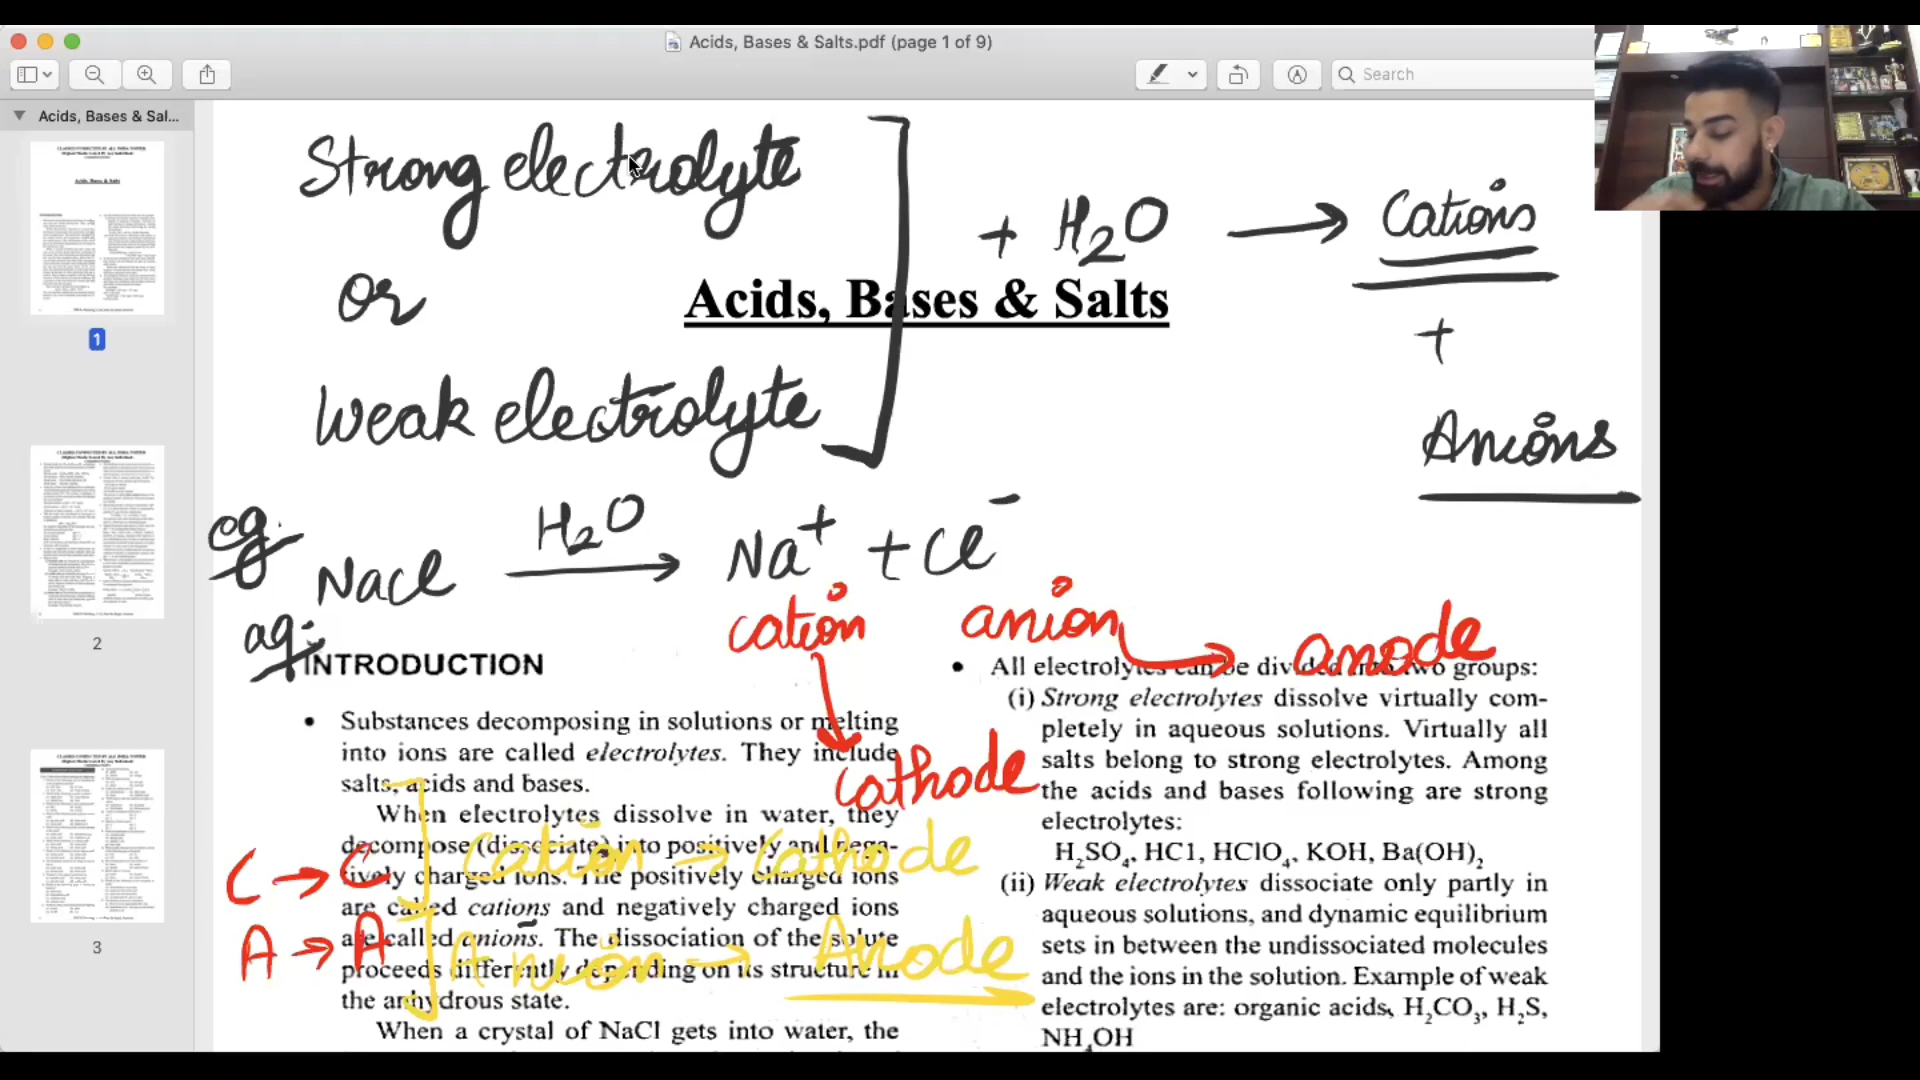 Acids, Bases & Salts.pdf (page 1 of 9)
Search
Acids, Bases & Sal...
Acids, Bases & Salts
1
2
3
Strong electrolyte
or
Weak electrolyte
+ H2O → Cations
+
Anions
Acids, Bases & Salts
eg:
NaCl H2O → Na+ + Cl-
aq:
cation anion → anode
cathode
C → C
A → A
Cation → Cathode
Anion → Anode
INTRODUCTION
• Substances decomposing in solutions or melting
into ions are called electrolytes. They include
salts, acids and bases.
When electrolytes dissolve in water, they
decompose (dissociate) into positively and nega-
tively charged ions. The positively charged ions
are called cations and negatively charged ions
are called anions. The dissociation of the solute
proceeds differently depending on its structure in
the anhydrous state.
When a crystal of NaCl gets into water, the
• All electrolytes can be divided into two groups:
(i) Strong electrolytes dissolve virtually com-
pletely in aqueous solutions. Virtually all
salts belong to strong electrolytes. Among
the acids and bases following are strong
electrolytes:
H2SO4, HC1, HClO4, KOH, Ba(OH)2
(ii) Weak electrolytes dissociate only partly in
aqueous solutions, and dynamic equilibrium
sets in between the undissociated molecules
and the ions in the solution. Example of weak
electrolytes are: organic acids, H2CO3, H2S,
NH4OH